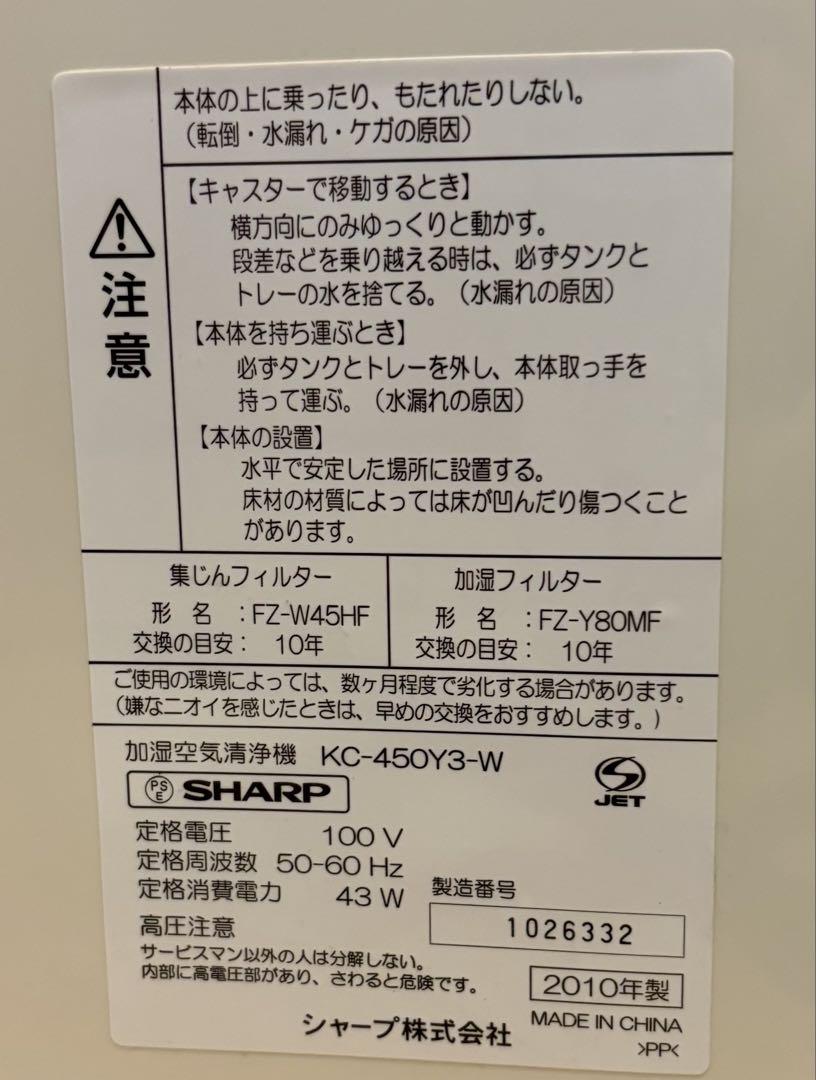 本体の上に乗ったり、もたれたりしない。
（転倒・水漏れ・ケガの原因）
注意
【キャスターで移動するとき】
横方向にのみゆっくりと動かす。
段差などを乗り越える時は、必ずタンクと
トレーの水を捨てる。（水漏れの原因）
【本体を持ち運ぶとき】
必ずタンクとトレーを外し、本体取っ手を
持って運ぶ。（水漏れの原因）
【本体の設置】
水平で安定した場所に設置する。
床材の材質によっては床が凹んだり傷つくこと
があります。
集じんフィルター
形 名 ：FZ-W45HF
交換の目安： 10年
加湿フィルター
形 名 ：FZ-Y80MF
交換の目安： 10年
ご使用の環境によっては、数ヶ月程度で劣化する場合があります。
（嫌なニオイを感じたときは、早めの交換をおすすめします。）
加湿空気清浄機 KC-450Y3-W
PSE SHARP
JET
定格電圧 100 V
定格周波数 50-60 Hz
定格消費電力 43 W
製造番号
1026332
高圧注意
サービスマン以外の人は分解しない。
内部に高電圧部があり、さわると危険です。
2010年製
シャープ株式会社
MADE IN CHINA
>PP<